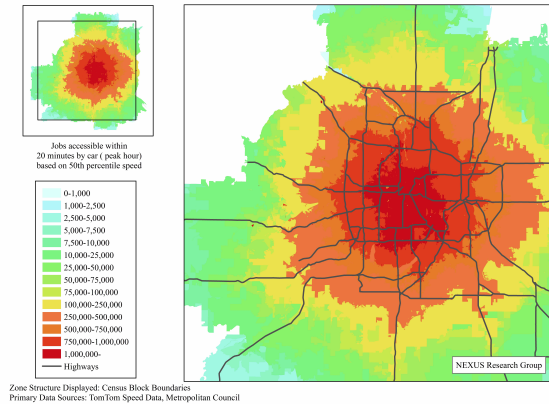 Jobs accessible within
20 minutes by car ( peak hour)
based on 50th percentile speed
0-1,000
1,000-2,500
2,500-5,000
5,000-7,500
7,500-10,000
10,000-25,000
25,000-50,000
50,000-75,000
75,000-100,000
100,000-250,000
250,000-500,000
500,000-750,000
750,000-1,000,000
1,000,000-
Highways
NEXUS Research Group
Zone Structure Displayed: Census Block Boundaries
Primary Data Sources: TomTom Speed Data, Metropolitan Council